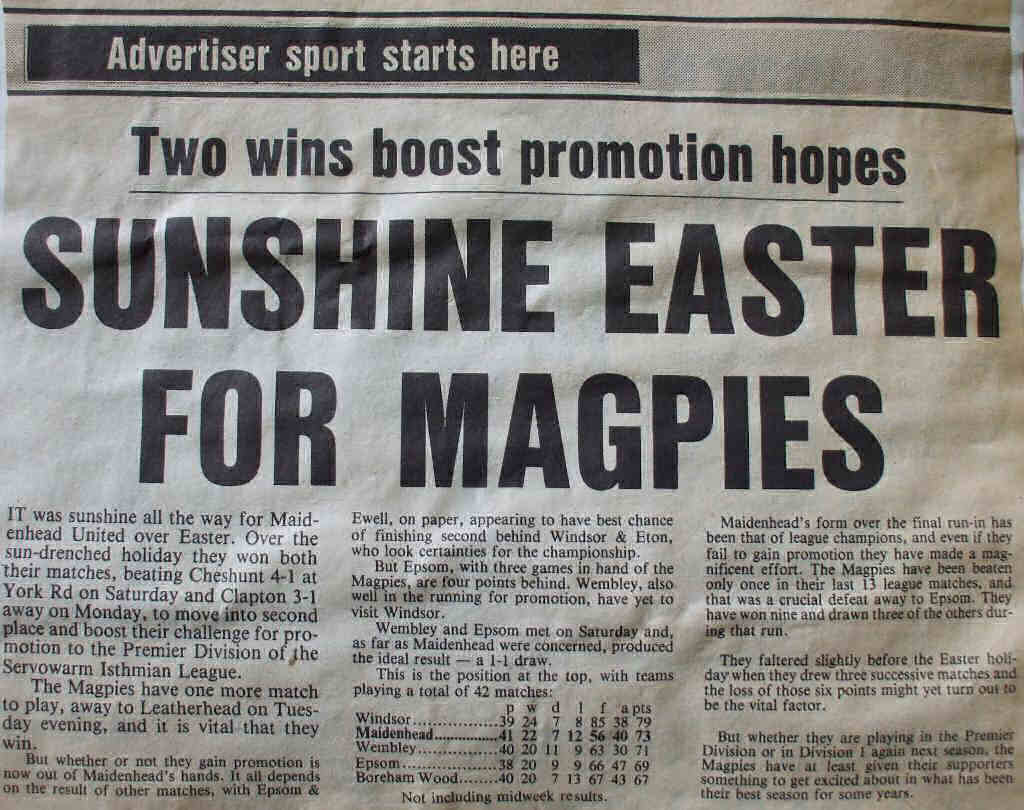 Advertiser sport starts here
Two wins boost promotion hopes
SUNSHINE EASTER
FOR MAGPIES
IT was sunshine all the way for Maid-
enhead United over Easter. Over the
sun-drenched holiday they won both
their matches, beating Cheshunt 4-1 at
York Rd on Saturday and Clapton 3-1
away on Monday, to move into second
place and boost their challenge for pro-
motion to the Premier Division of the
Servowarm Isthmian League.
The Magpies have one more match
to play, away to Leatherhead on Tues-
day evening, and it is vital that they
win.
But whether or not they gain promotion is
now out of Maidenhead's hands. It all depends
on the result of other matches, with Epsom &
Ewell, on paper, appearing to have best chance
of finishing second behind Windsor & Eton,
who look certainties for the championship.
But Epsom, with three games in hand of the
Magpies, are four points behind. Wembley, also
well in the running for promotion, have yet to
visit Windsor.
Wembley and Epsom met on Saturday and,
as far as Maidenhead were concerned, produced
the ideal result — a 1-1 draw.
This is the position at the top, with teams
playing a total of 42 matches:
p w d l f a pts
Windsor....................39 24 7 8 85 38 79
Maidenhead..............41 22 7 12 56 40 73
Wembley..................40 20 11 9 63 30 71
Epsom......................38 20 9 9 66 47 69
Boreham Wood........40 20 7 13 67 43 67
Not including midweek results.
Maidenhead's form over the final run-in has
been that of league champions, and even if they
fail to gain promotion they have made a mag-
nificent effort. The Magpies have been beaten
only once in their last 13 league matches, and
that was a crucial defeat away to Epsom. They
have won nine and drawn three of the others dur-
ing that run.
They faltered slightly before the Easter holi-
day when they drew three successive matches and
the loss of those six points might yet turn out to
be the vital factor.
But whether they are playing in the Premier
Division or in Division 1 again next season, the
Magpies have at least given their supporters
something to get excited about in what has been
their best season for some years.